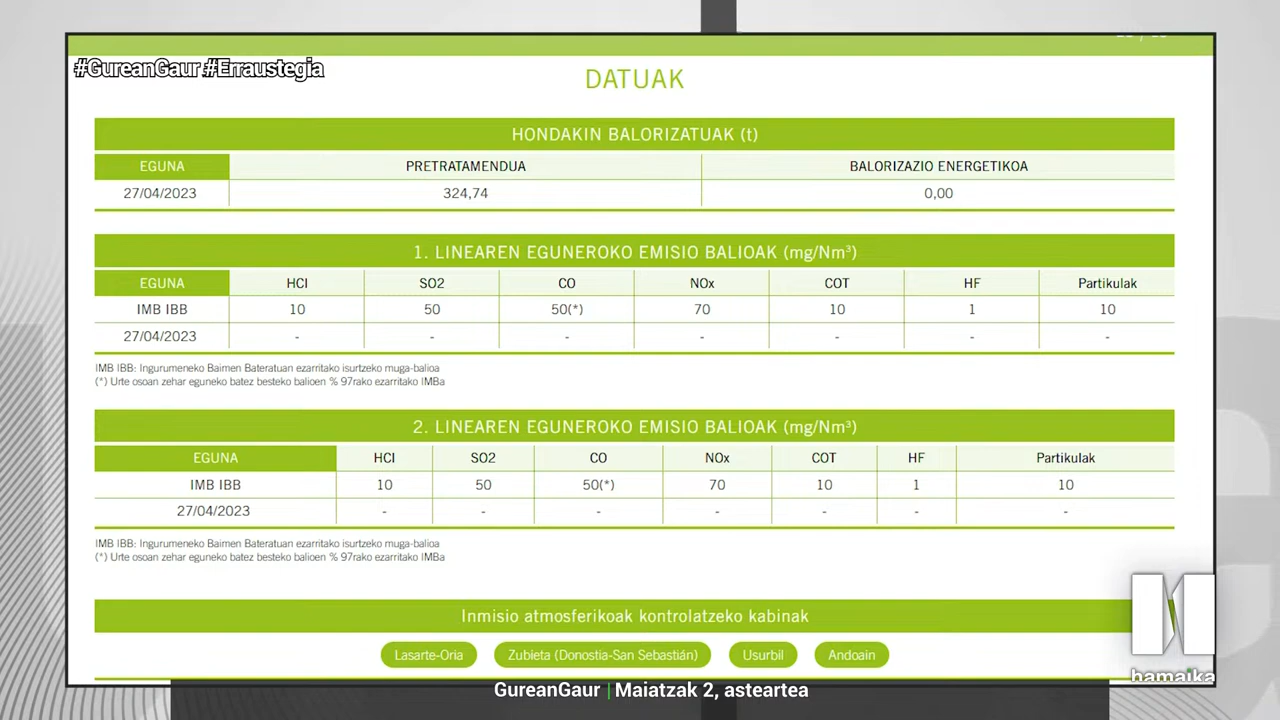 #GureanGaur #Erraustegia
DATUAK
HONDAKIN BALORIZATUAK (t)
EGUNA PRETRATAMENDUA BALORIZAZIO ENERGETIKOA
27/04/2023 324,74 0,00
1. LINEAREN EGUNEROKO EMISIO BALIOAK (mg/Nm³)
EGUNA HCI SO2 CO NOx COT HF Partikulak
IMB IBB 10 50 50(*) 70 10 1 10
27/04/2023 - - - - - - -
IMB IBB: Ingurumeneko Baimen Bateratuan ezarritako isurtzeko muga-balioa
(*) Urte osoan zehar eguneko batez besteko balioen % 97rako ezarritako IMBa
2. LINEAREN EGUNEROKO EMISIO BALIOAK (mg/Nm³)
EGUNA HCI SO2 CO NOx COT HF Partikulak
IMB IBB 10 50 50(*) 70 10 1 10
27/04/2023 - - - - - - -
IMB IBB: Ingurumeneko Baimen Bateratuan ezarritako isurtzeko muga-balioa
(*) Urte osoan zehar eguneko batez besteko balioen % 97rako ezarritako IMBa
Inmisio atmosferikoak kontrolatzeko kabinak
Lasarte-Oria Zubieta (Donostia-San Sebastián) Usurbil Andoain
hamaika
GureanGaur | Maiatzak 2, asteartea